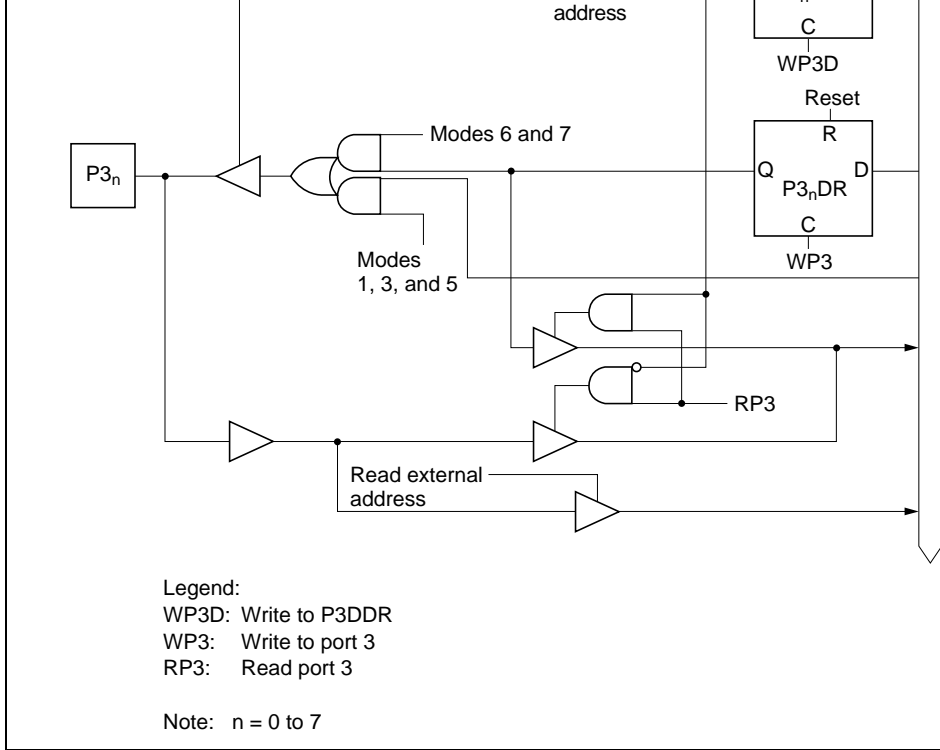 address
C
WP3D
Reset
R
Modes 6 and 7
P3n
Q
D
P3nDR
C
WP3
Modes
1, 3, and 5
RP3
Read external
address
Legend:
WP3D: Write to P3DDR
WP3: Write to port 3
RP3: Read port 3
Note: n = 0 to 7